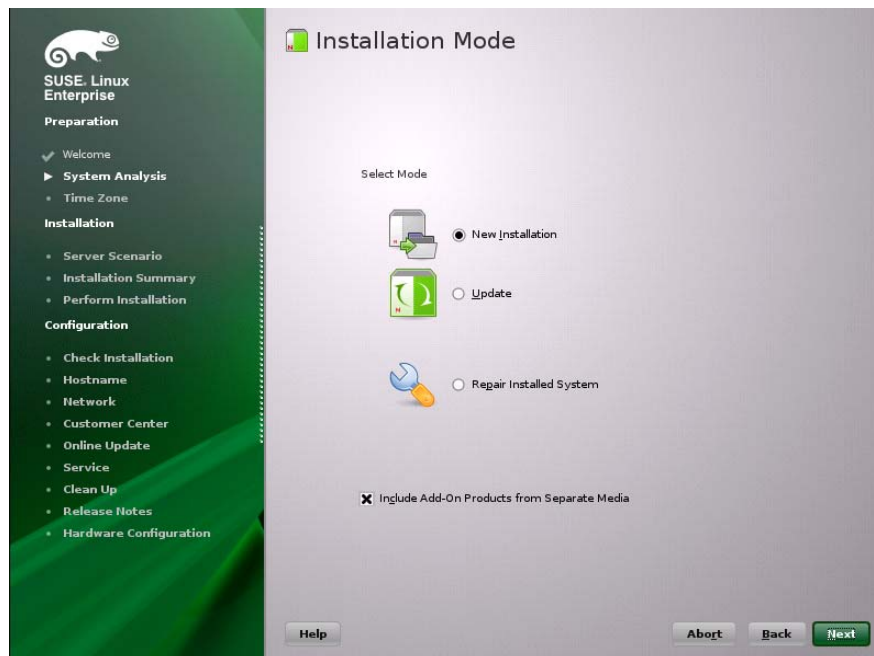 SUSE. Linux
Enterprise
Preparation
Welcome
System Analysis
Time Zone
Installation
Server Scenario
Installation Summary
Perform Installation
Configuration
Check Installation
Hostname
Network
Customer Center
Online Update
Service
Clean Up
Release Notes
Hardware Configuration
Installation Mode
Select Mode
New Installation
Update
Repair Installed System
Include Add-On Products from Separate Media
Help
Abort
Back
Next